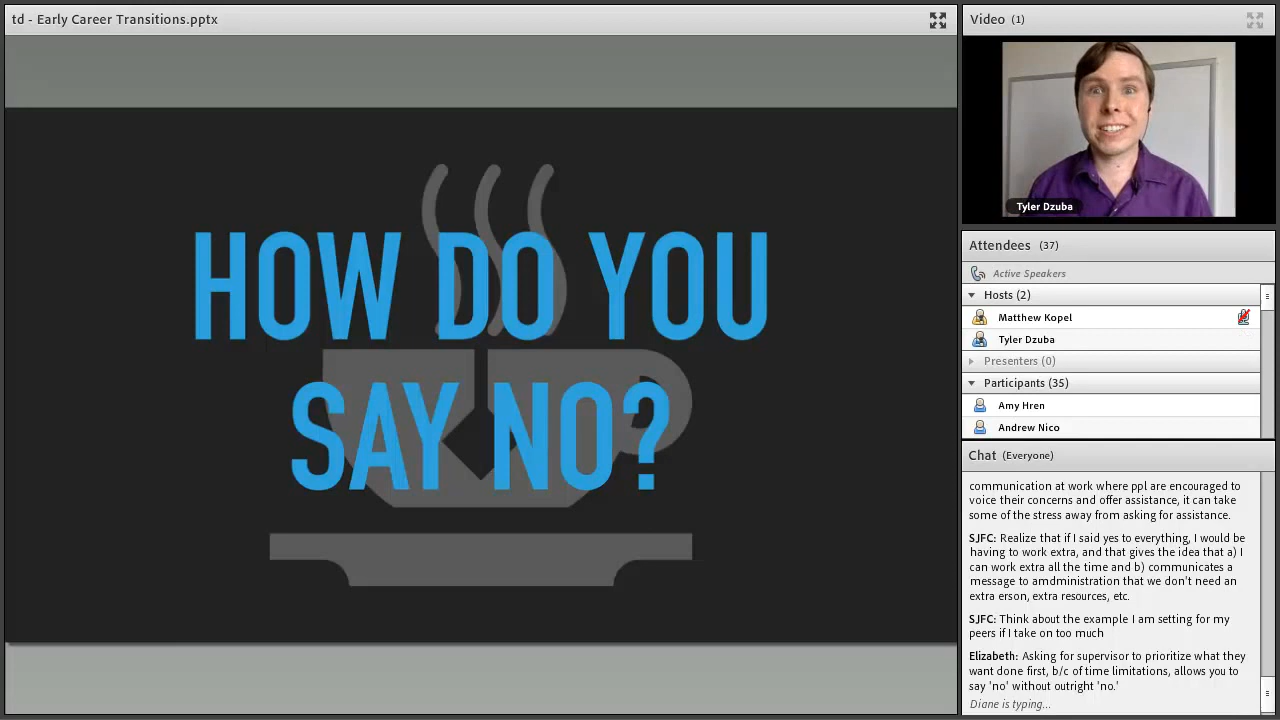 td - Early Career Transitions.pptx
HOW DO YOU
SAY NO?
Video (1)
Tyler Dzuba
Attendees (37)
Active Speakers
Hosts (2)
Matthew Kopel
Tyler Dzuba
Presenters (0)
Participants (35)
Amy Hren
Andrew Nico
Chat (Everyone)
communication at work where ppl are encouraged to
voice their concerns and offer assistance, it can take
some of the stress away from asking for assistance.
SJFC: Realize that if I said yes to everything, I would be
having to work extra, and that gives the idea that a) I
can work extra all the time and b) communicates a
message to amdministration that we don't need an
extra erson, extra resources, etc.
SJFC: Think about the example I am setting for my
peers if I take on too much
Elizabeth: Asking for supervisor to prioritize what they
want done first, b/c of time limitations, allows you to
say 'no' without outright 'no.'
Diane is typing...